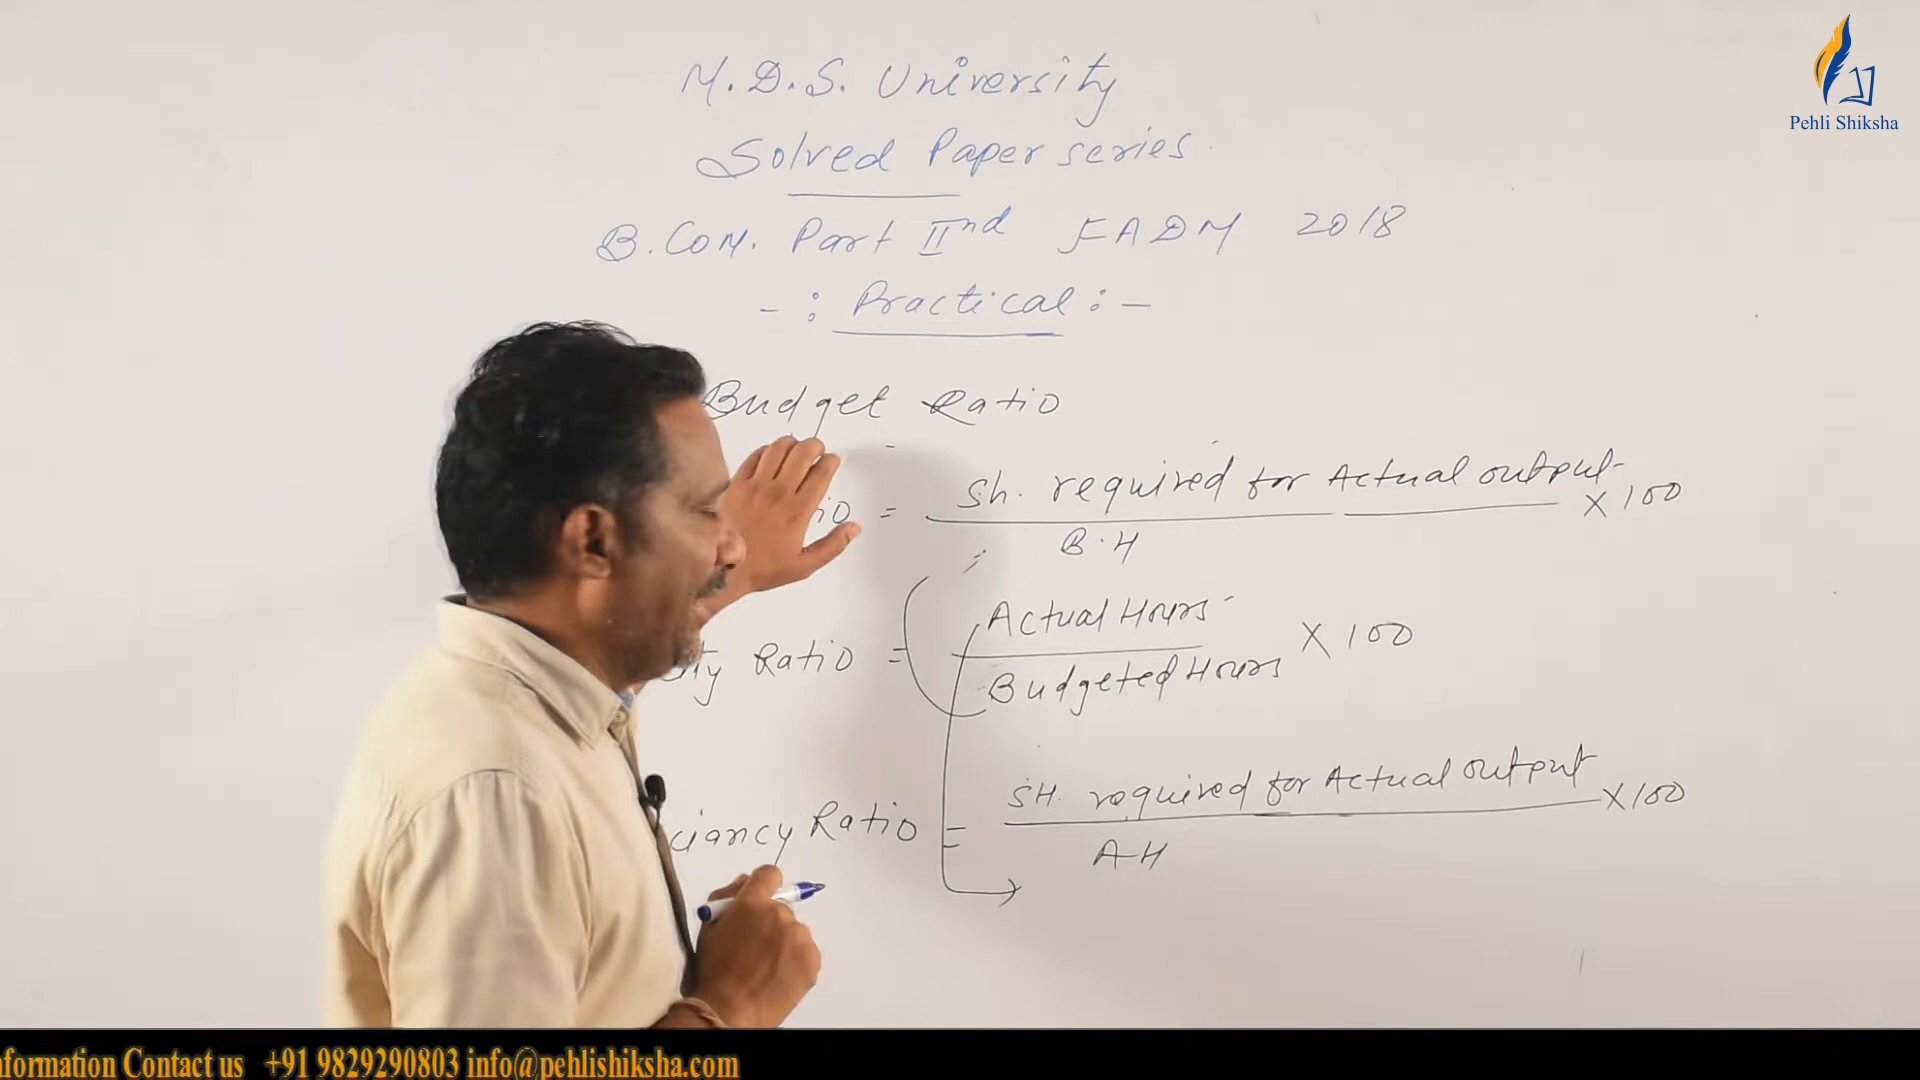 M.D.S. University
Solved Paper series
B.COM. Part IInd FADM 2018
-: Practical :-
Budget Ratio
= Sh. required for Actual output X 100
B.H
Ratio = Actual Hours X 100
Budgeted Hours
Ratio = SH. required for Actual output X 100
AH
Pehli Shiksha
Contact us +91 9829290803 info@pehlishiksha.com